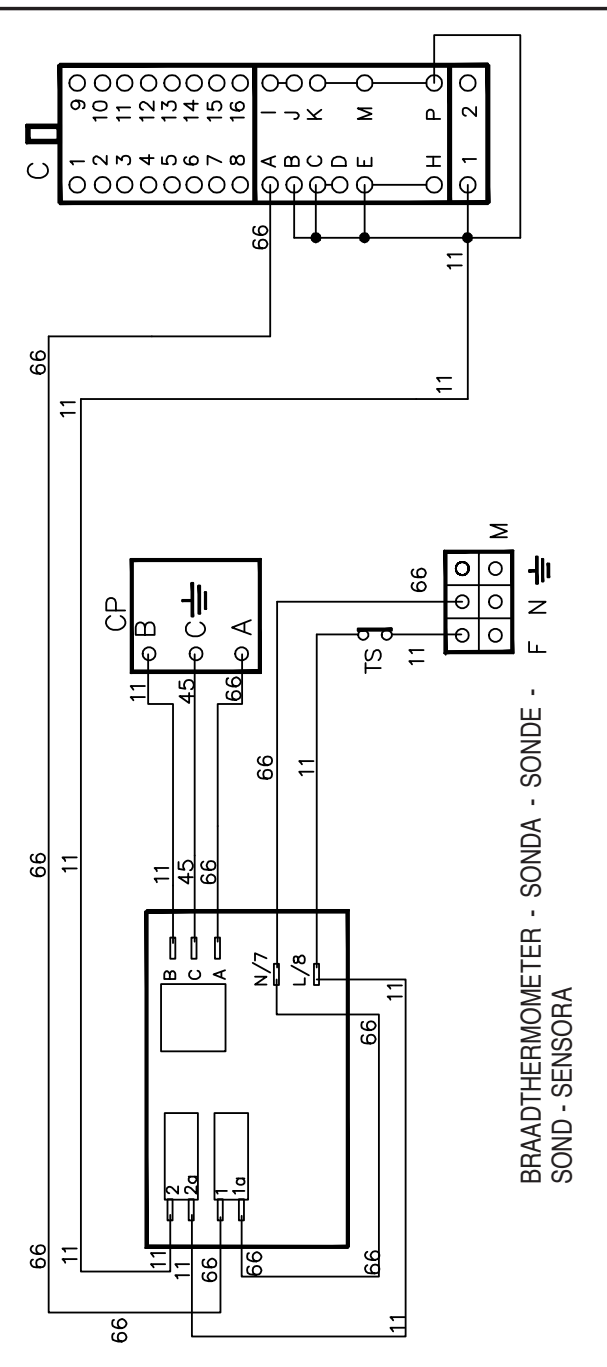 C
1 2 3 4 5 6 7 8
9 10 11 12 13 14 15 16
A B C D E H
I J K M P
1 2
66
11
66
11
11
CP
B
C
A
11
45
66
66
11
M
F N
TS
66
11
66
11
11
45
66
B
C
A
N/7
L/8
11
66
2
2a
1
1a
11
11
66
66
66
11
66
11
66
BRAADTHERMOMETER - SONDA - SONDE -
SOND - SENSORA